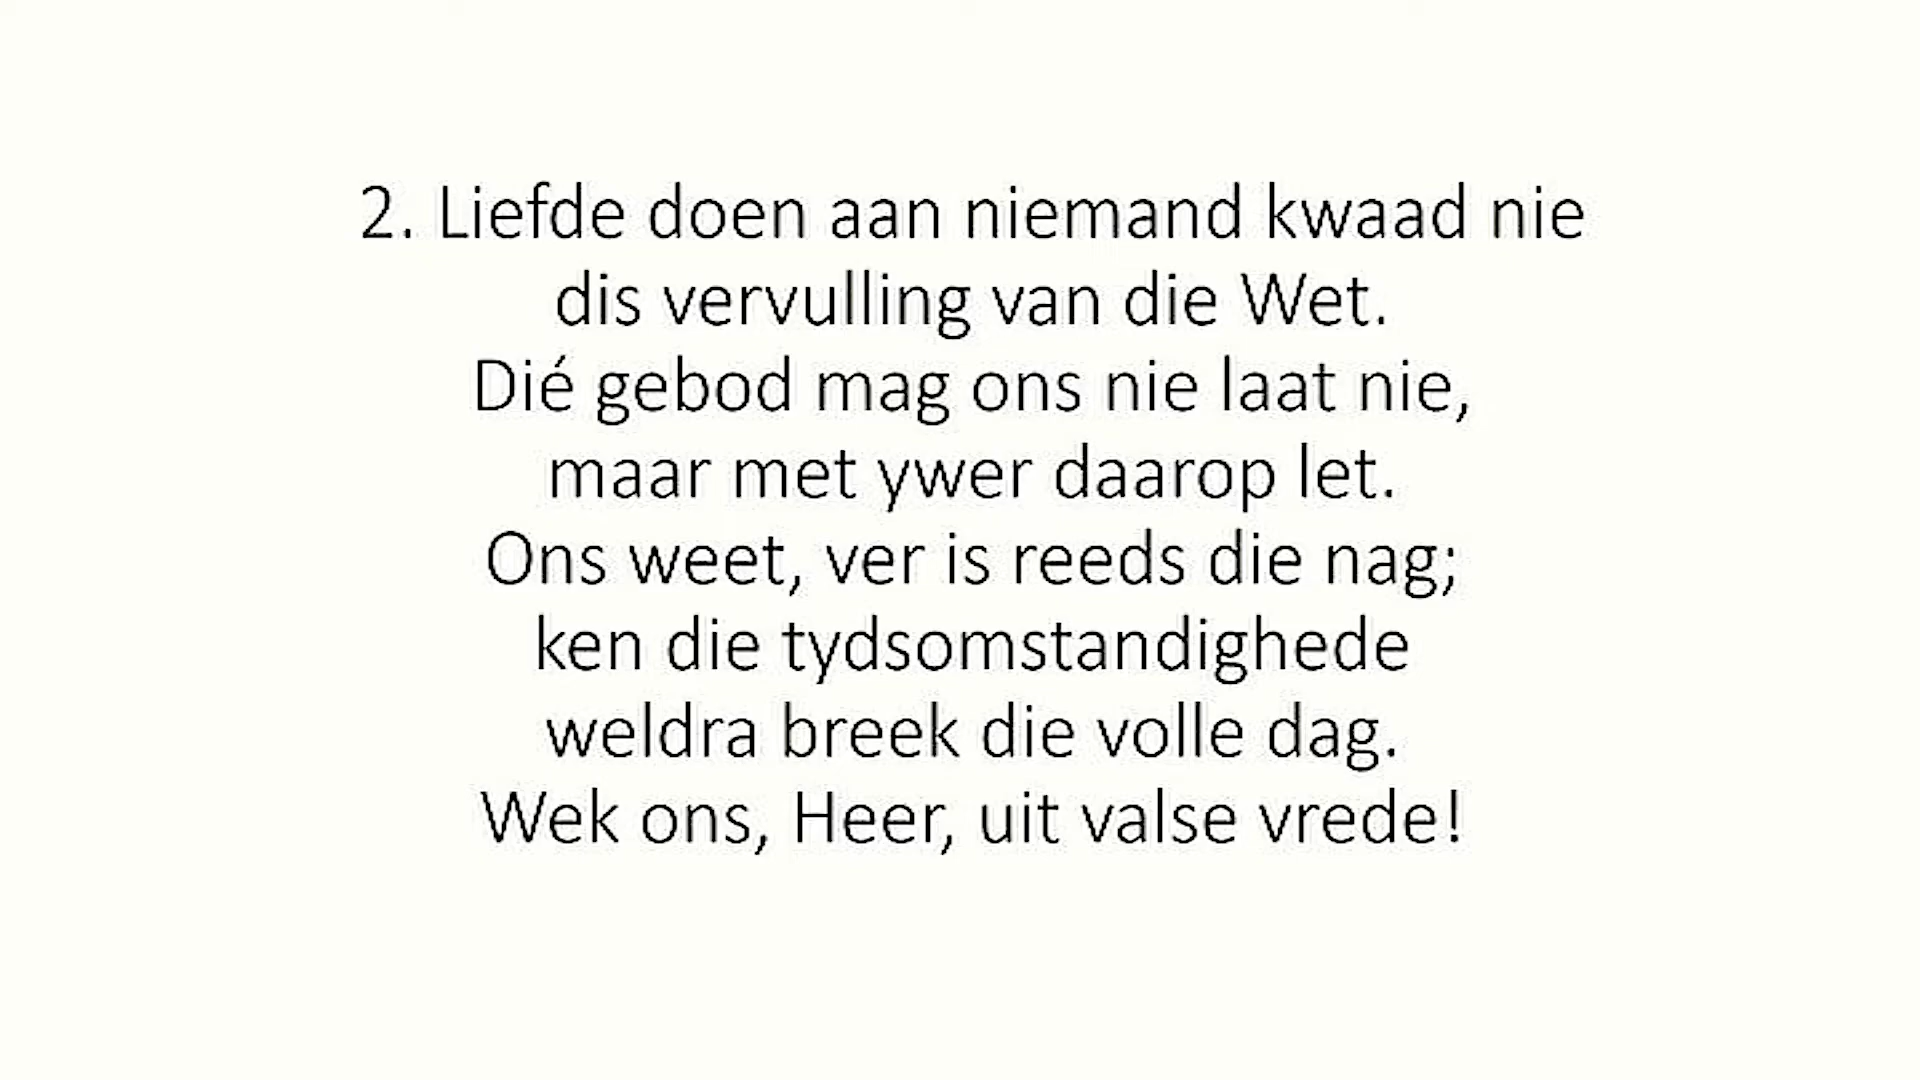 2. Liefde doen aan niemand kwaad nie
dis vervulling van die Wet.
Dié gebod mag ons nie laat nie,
maar met ywer daarop let.
Ons weet, ver is reeds die nag;
ken die tydsomstandighede
weldra breek die volle dag.
Wek ons, Heer, uit valse vrede!